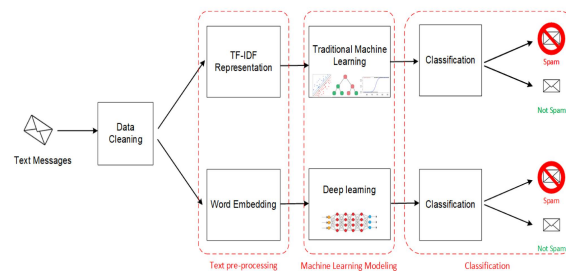 Text Messages
Data
Cleaning
TF-IDF
Representation
Traditional Machine
Learning
Classification
Spam
Not Spam
Word Embedding
Deep learning
Classification
Spam
Not Spam
Text pre-processing
Machine Learning Modeling
Classification